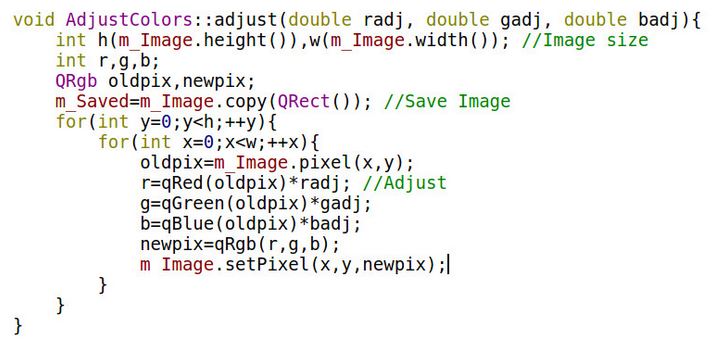 void AdjustColors::adjust(double radj, double gadj, double badj){
    int h(m_Image.height()),w(m_Image.width()); //Image size
    int r,g,b;
    QRgb oldpix,newpix;
    m_Saved=m_Image.copy(QRect()); //Save Image
    for(int y=0;y<h;++y){
        for(int x=0;x<w;++x){
            oldpix=m_Image.pixel(x,y);
            r=qRed(oldpix)*radj; //Adjust
            g=qGreen(oldpix)*gadj;
            b=qBlue(oldpix)*badj;
            newpix=qRgb(r,g,b);
            m_Image.setPixel(x,y,newpix);
        }
    }
}